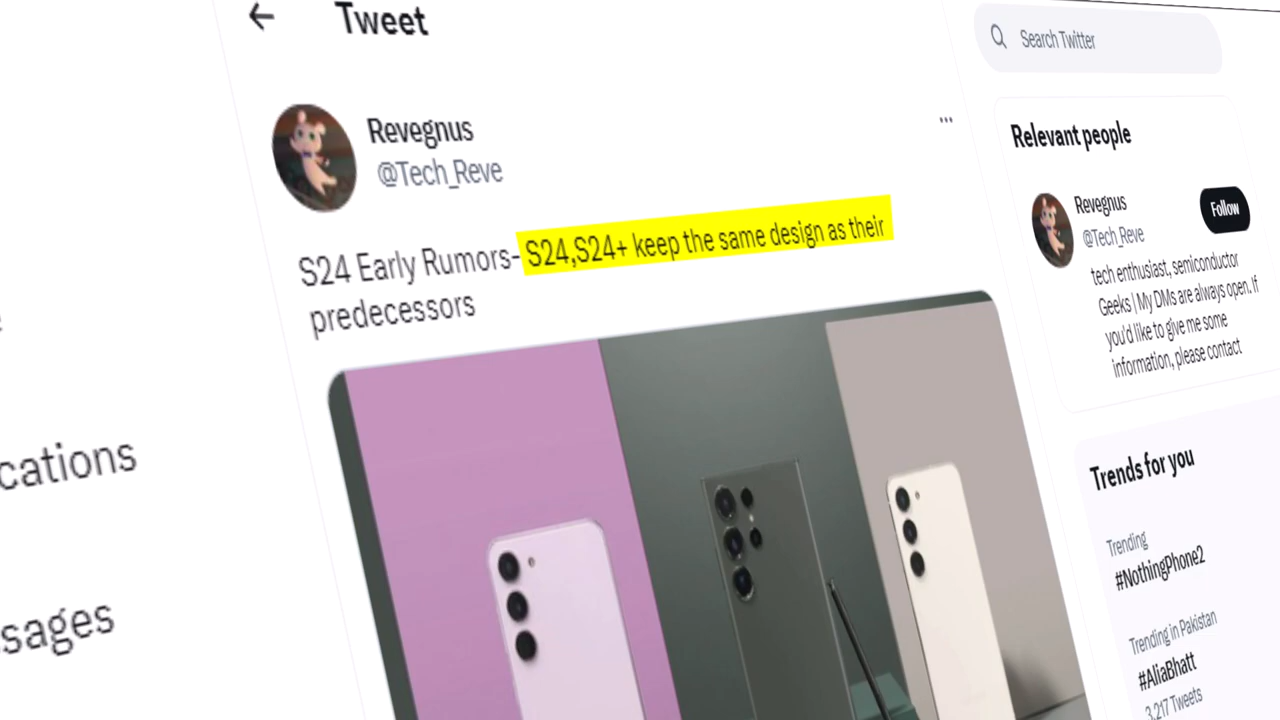 Tweet
Search Twitter
Revegnus
@Tech_Reve
...
S24 Early Rumors- S24,S24+ keep the same design as their
predecessors
Relevant people
Revegnus
@Tech_Reve
Follow
tech enthusiast, semiconductor
Geeks | My DMs are always open. If
you'd like to give me some
information, please contact
Trends for you
Trending
#NothingPhone2
Trending in Pakistan
#AliaBhatt
3,217 Tweets
cations
sages